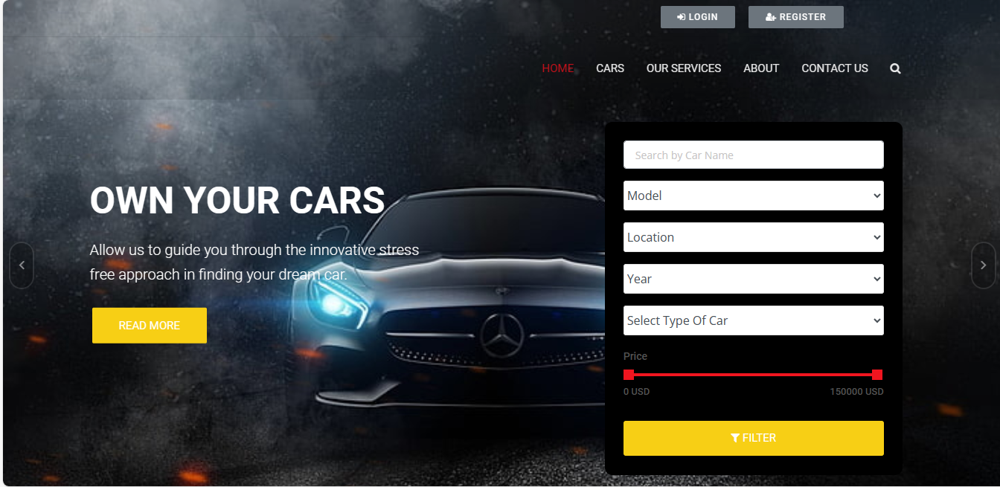 LOGIN
REGISTER
HOME
CARS
OUR SERVICES
ABOUT
CONTACT US
OWN YOUR CARS
Allow us to guide you through the innovative stress
free approach in finding your dream car.
READ MORE
Search by Car Name
Model
Location
Year
Select Type Of Car
Price
0 USD
150000 USD
FILTER